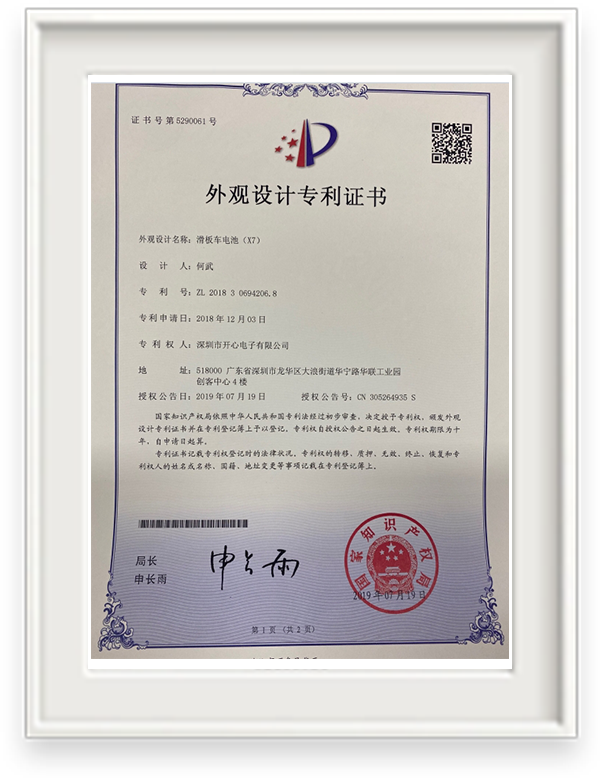 证书号第5290061号
外观设计专利证书
外观设计名称：滑板车电池（X7）
设计人：何武
专利号：ZL 2018 3 0694206.8
专利申请日：2018年12月03日
专利权人：深圳市开心电子有限公司
地址：518000 广东省深圳市龙华区大浪街道华宁路华联工业园
创客中心4楼
授权公告日：2019年07月19日 授权公告号：CN 305264935 S
国家知识产权局依照中华人民共和国专利法经过初步审查，决定授予专利权，颁发外观
设计专利证书并在专利登记簿上予以登记。专利权自授权公告之日起生效。专利权期限为十
年，自申请日起算。
专利证书记载专利权登记时的法律状况。专利权的转移、质押、无效、终止、恢复和专
利权人的姓名或名称、国籍、地址变更等事项记载在专利登记簿上。
局长
申长雨
申长雨
国家知识产权局
2019年07月19日
第1页（共2页）